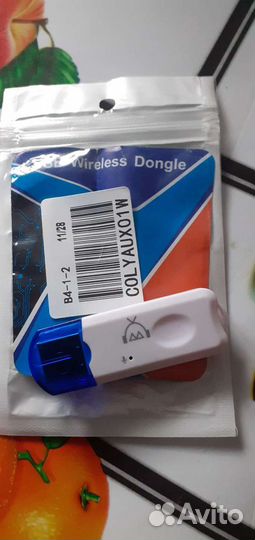 Wireless Dongle
11/28
B4-1-2
COLYAUX01W
Avito